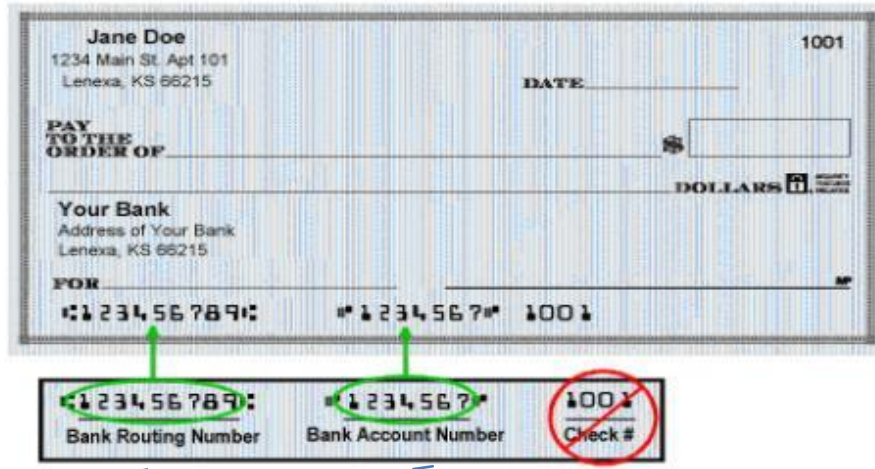 Jane Doe
1001
1234 Main St. Apt 101
Lenexa, KS 66215
DATE
PAY
TO THE
ORDER OF
$
DOLLARS
Your Bank
Address of Your Bank
Lenexa, KS 66215
FOR
MP
⑆123456789⑆ ⑈1234567⑈ 1001
⑆123456789⑆ ⑈1234567⑈ 1001
Bank Routing Number Bank Account Number Check #